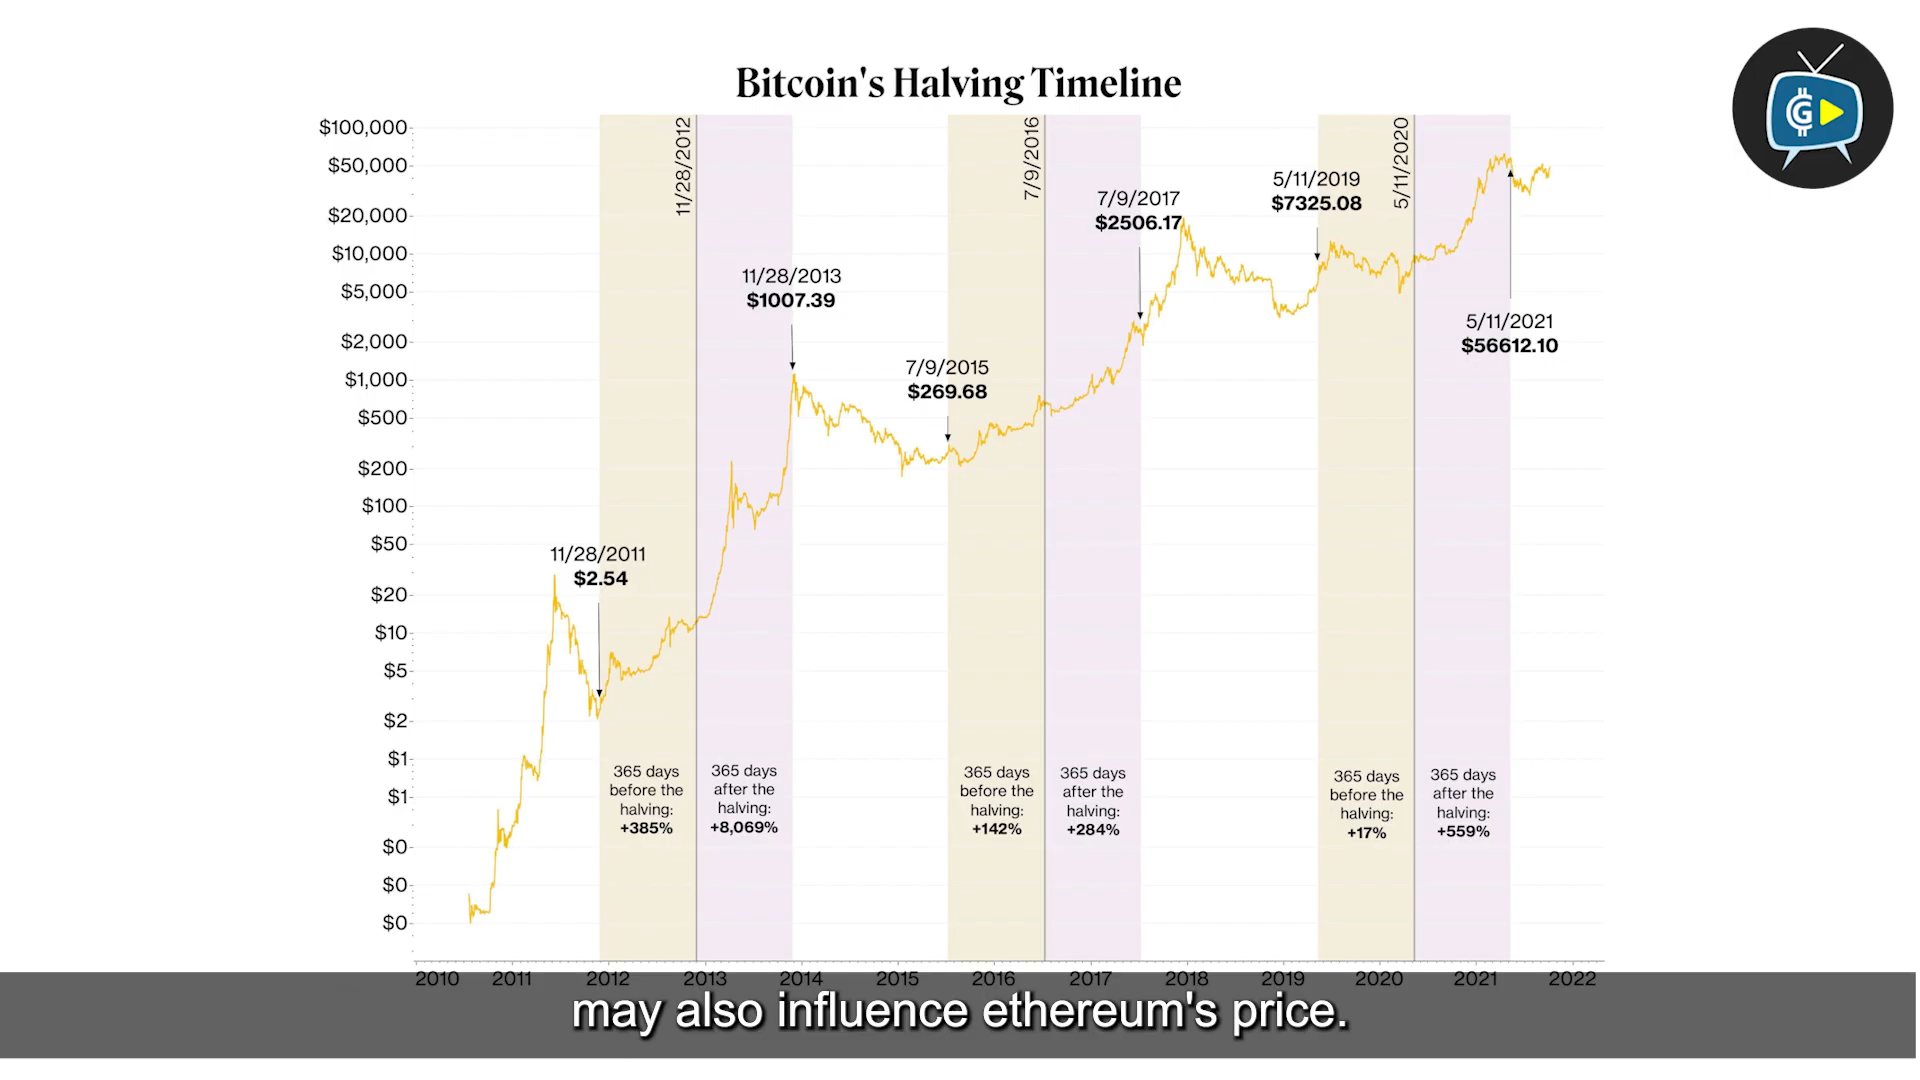 Bitcoin's Halving Timeline
$100,000
$50,000
$20,000
$10,000
$5,000
$2,000
$1,000
$500
$200
$100
$50
$20
$10
$5
$2
$1
$1
$0
$0
$0
11/28/2012
7/9/2016
5/11/2020
11/28/2011
$2.54
11/28/2013
$1007.39
7/9/2015
$269.68
7/9/2017
$2506.17
5/11/2019
$7325.08
5/11/2021
$56612.10
365 days
before the
halving:
+385%
365 days
after the
halving:
+8,069%
365 days
before the
halving:
+142%
365 days
after the
halving:
+284%
365 days
before the
halving:
+17%
365 days
after the
halving:
+559%
2010 2011 2012 2013 2014 2015 2016 2017 2018 2019 2020 2021 2022
may also influence ethereum's price.
G